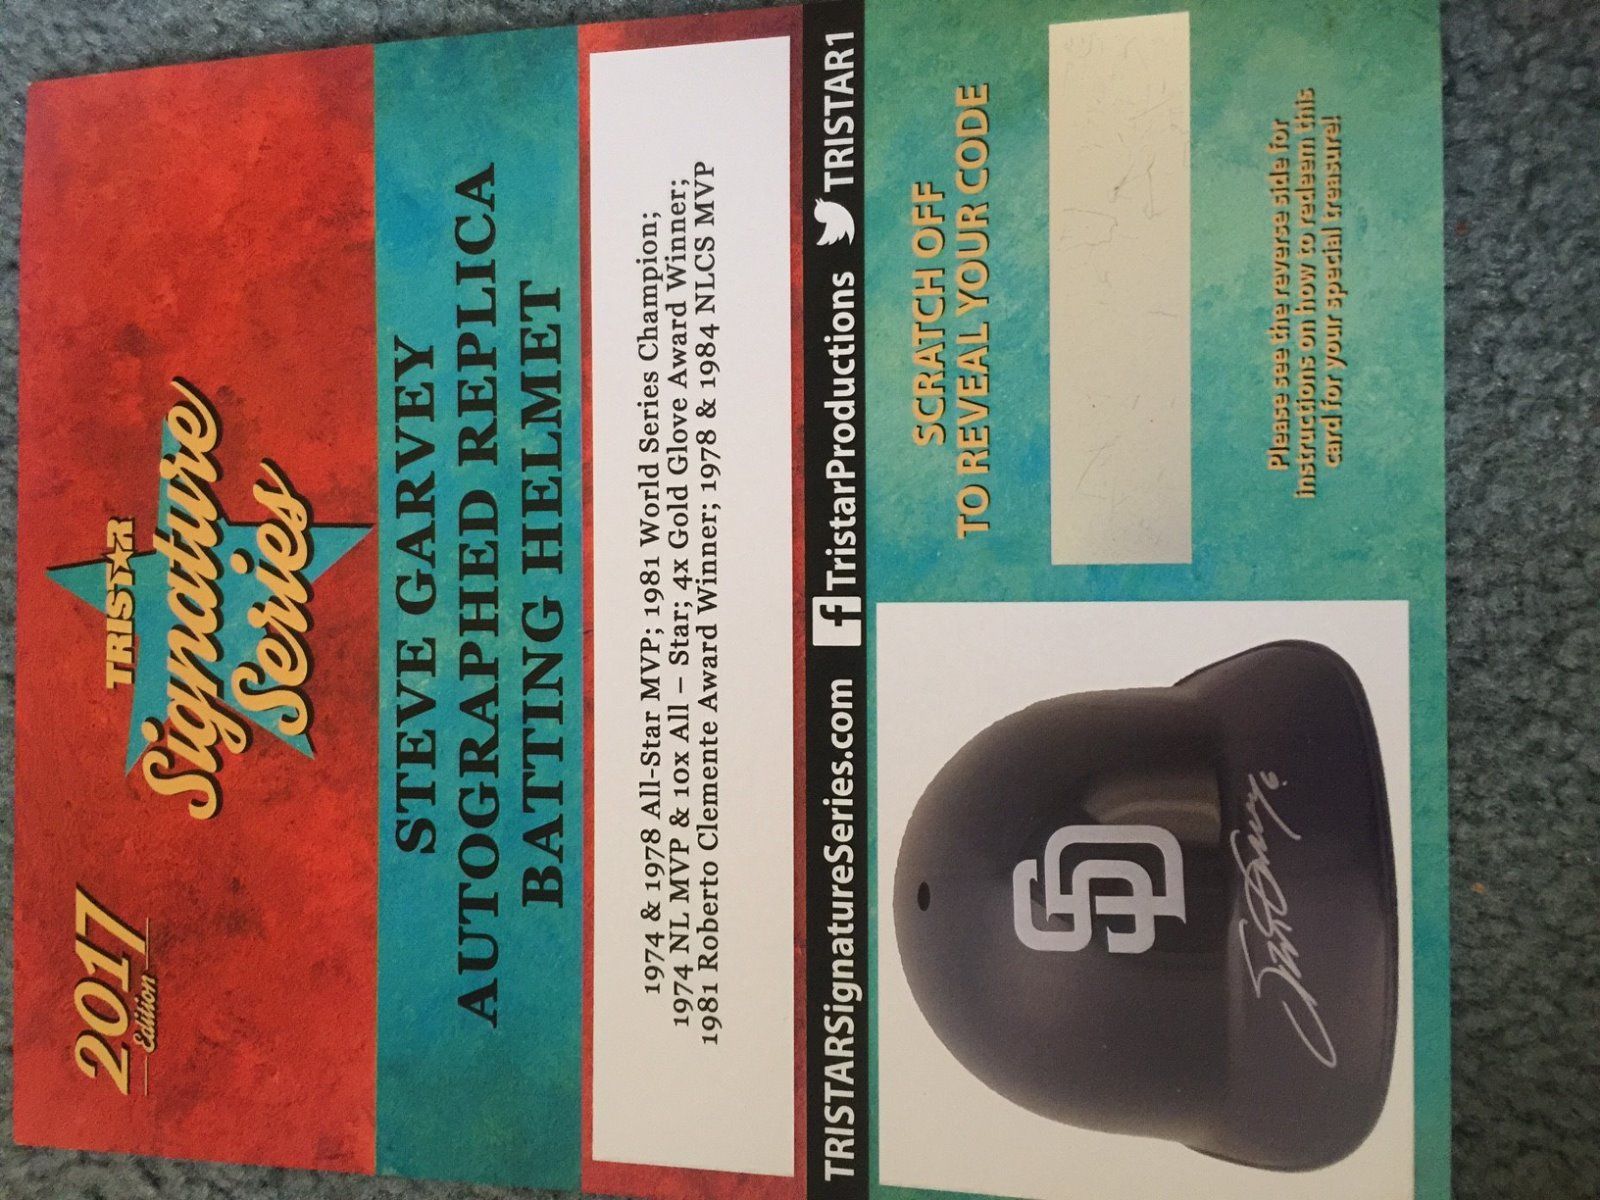 2017
Edition
TRISTAR
Signature
Series
STEVE GARVEY
AUTOGRAPHED REPLICA
BATTING HELMET
1974 & 1978 All-Star MVP; 1981 World Series Champion;
1974 NL MVP & 10x All – Star; 4x Gold Glove Award Winner;
1981 Roberto Clemente Award Winner; 1978 & 1984 NLCS MVP
TRISTARSignatureSeries.com f TristarProductions TRISTAR1
SD
Steve Garvey 6
SCRATCH OFF
TO REVEAL YOUR CODE
Please see the reverse side for
instructions on how to redeem this
card for your special treasure!